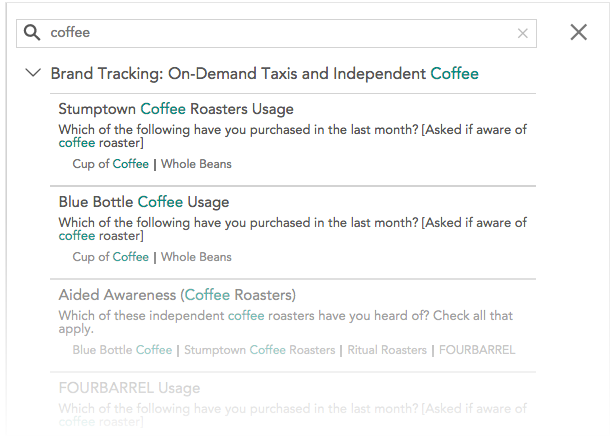 coffee
Brand Tracking: On-Demand Taxis and Independent Coffee
Stumptown Coffee Roasters Usage
Which of the following have you purchased in the last month? [Asked if aware of
coffee roaster]
Cup of Coffee | Whole Beans
Blue Bottle Coffee Usage
Which of the following have you purchased in the last month? [Asked if aware of
coffee roaster]
Cup of Coffee | Whole Beans
Aided Awareness (Coffee Roasters)
Which of these independent coffee roasters have you heard of? Check all that
apply.
Blue Bottle Coffee | Stumptown Coffee Roasters | Ritual Roasters | FOURBARREL
FOURBARREL Usage
Which of the following have you purchased in the last month? [Asked if aware of
coffee roaster]